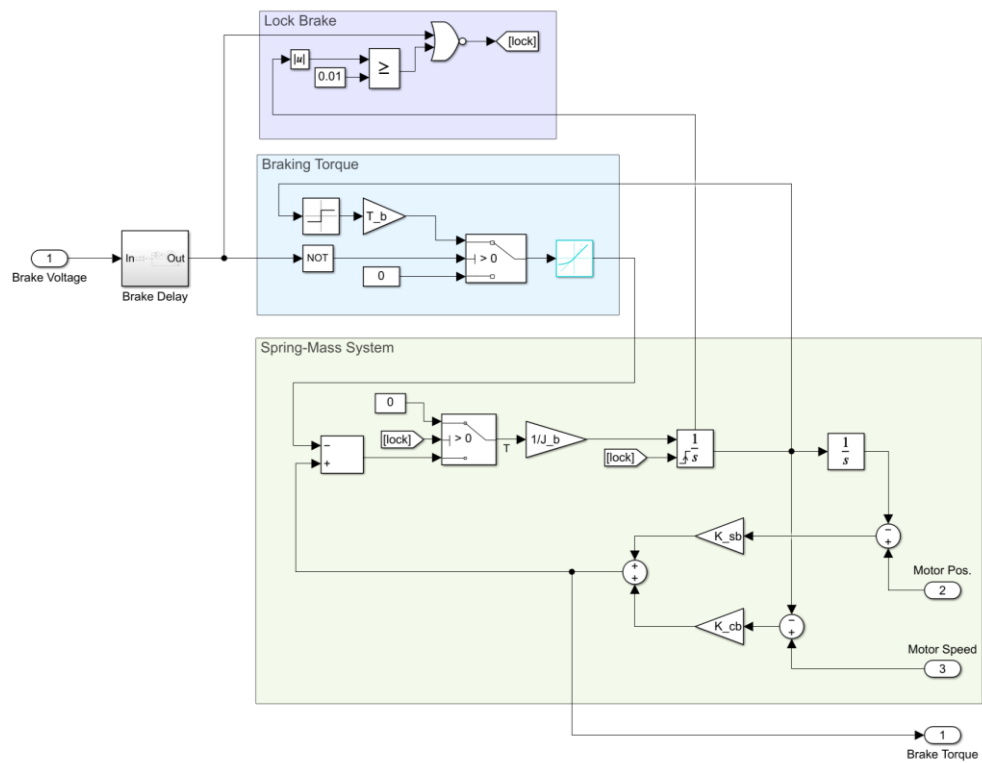 Lock Brake
[lock]
|u|
0.01
≥
Braking Torque
T_b
1
In
Out
NOT
> 0
Brake Voltage
0
Brake Delay
Spring-Mass System
0
[lock]
> 0
1/J_b
−
+
T
[lock]
1
s
1
s
K_sb
−
+
Motor Pos.
2
+
+
K_cb
−
+
Motor Speed
3
1
Brake Torque